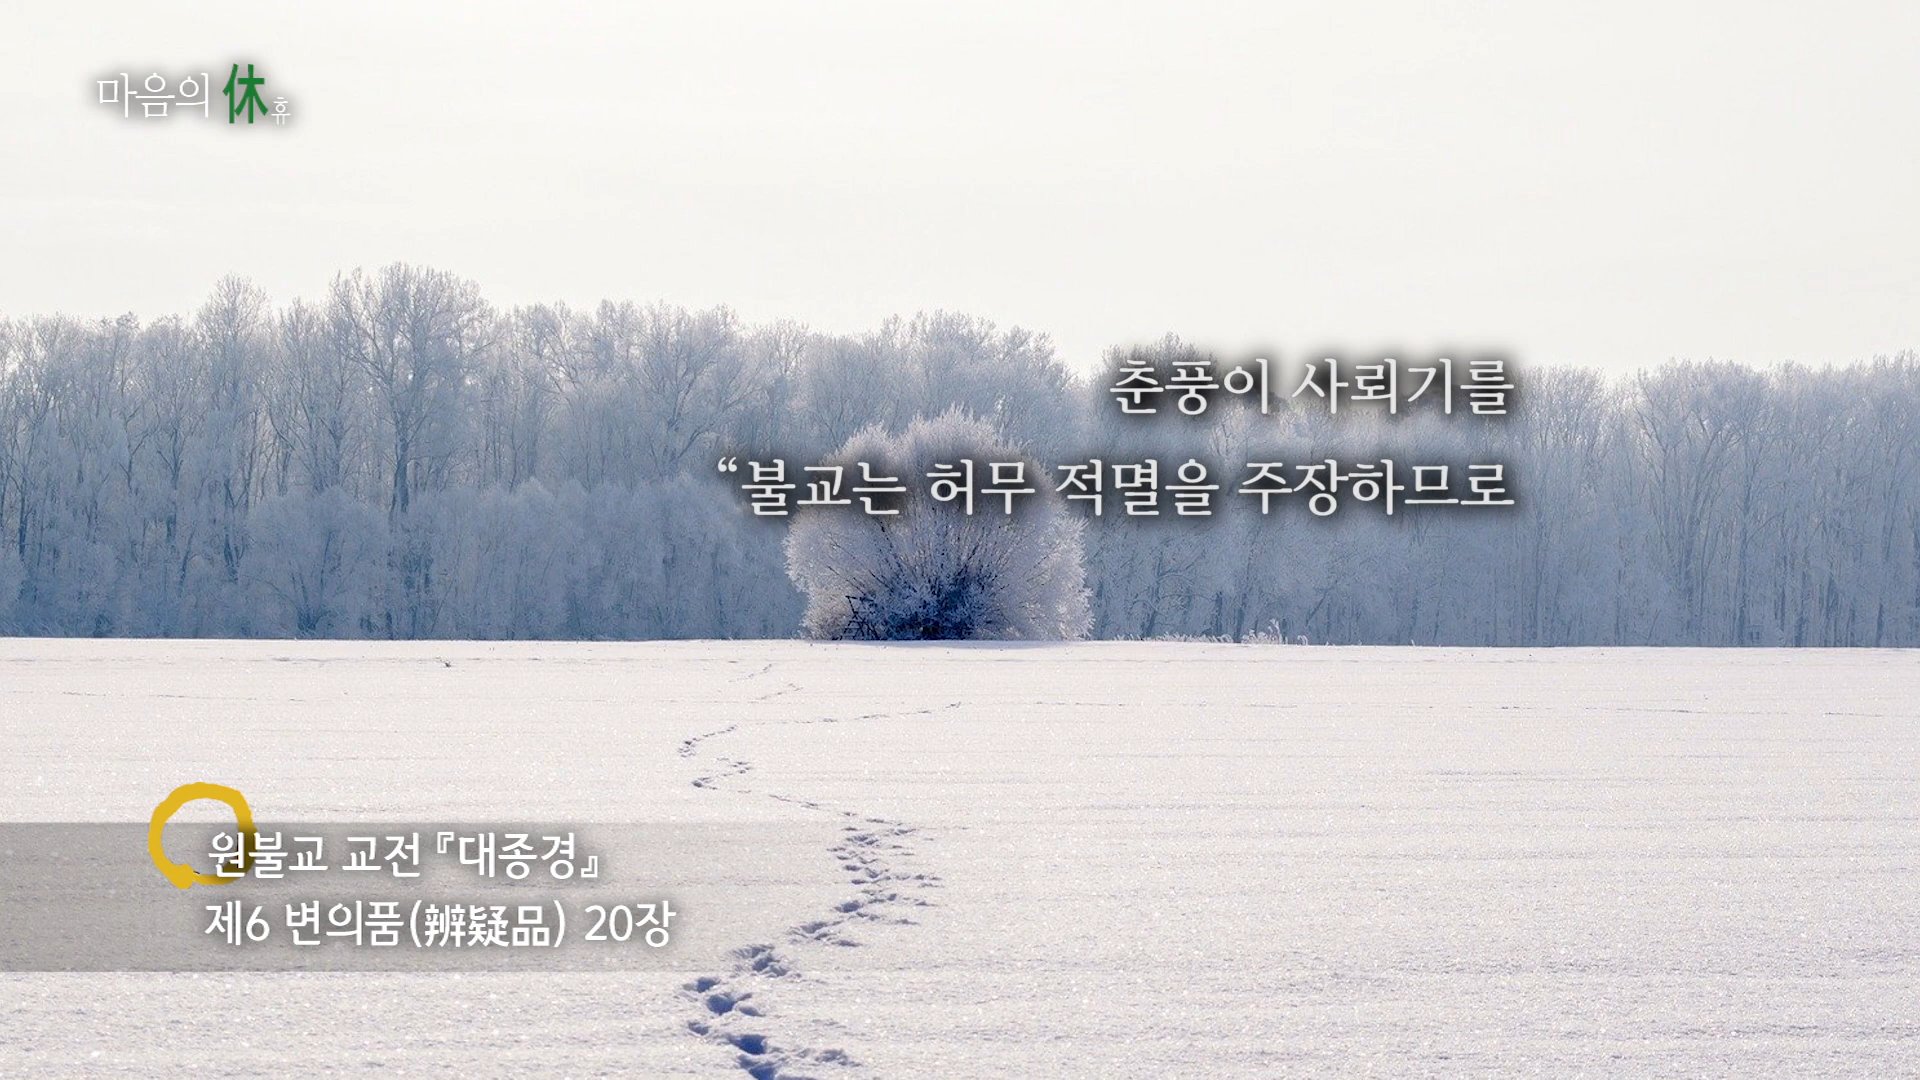 마음의 休휴
춘풍이 사뢰기를
“불교는 허무 적멸을 주장하므로
원불교 교전 『대종경』
제6 변의품(辨疑品) 20장